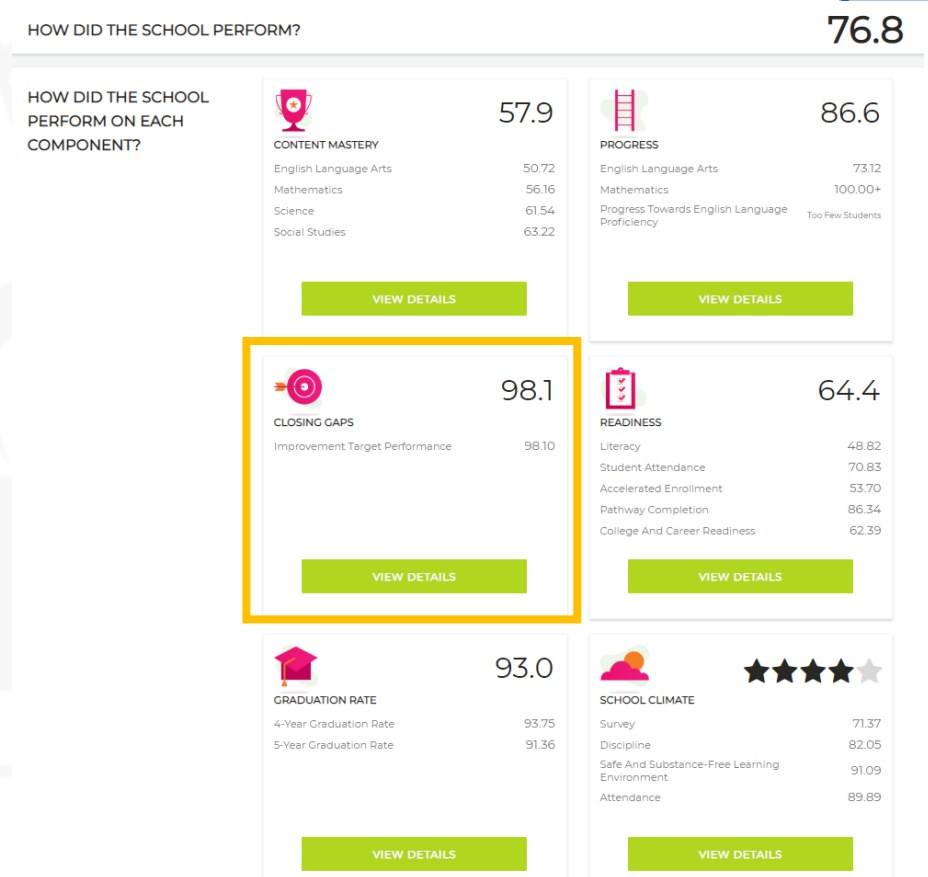 HOW DID THE SCHOOL PERFORM?
76.8
HOW DID THE SCHOOL
PERFORM ON EACH
COMPONENT?
57.9
CONTENT MASTERY
English Language Arts 50.72
Mathematics 56.16
Science 61.54
Social Studies 63.22
VIEW DETAILS
86.6
PROGRESS
English Language Arts 73.12
Mathematics 100.00+
Progress Towards English Language
Proficiency
Too Few Students
VIEW DETAILS
98.1
CLOSING GAPS
Improvement Target Performance 98.10
VIEW DETAILS
64.4
READINESS
Literacy 48.82
Student Attendance 70.83
Accelerated Enrollment 53.70
Pathway Completion 86.34
College And Career Readiness 62.39
VIEW DETAILS
93.0
GRADUATION RATE
4-Year Graduation Rate 93.75
5-Year Graduation Rate 91.36
VIEW DETAILS
SCHOOL CLIMATE
Survey 71.37
Discipline 82.05
Safe And Substance-Free Learning
Environment
91.09
Attendance 89.89
VIEW DETAILS